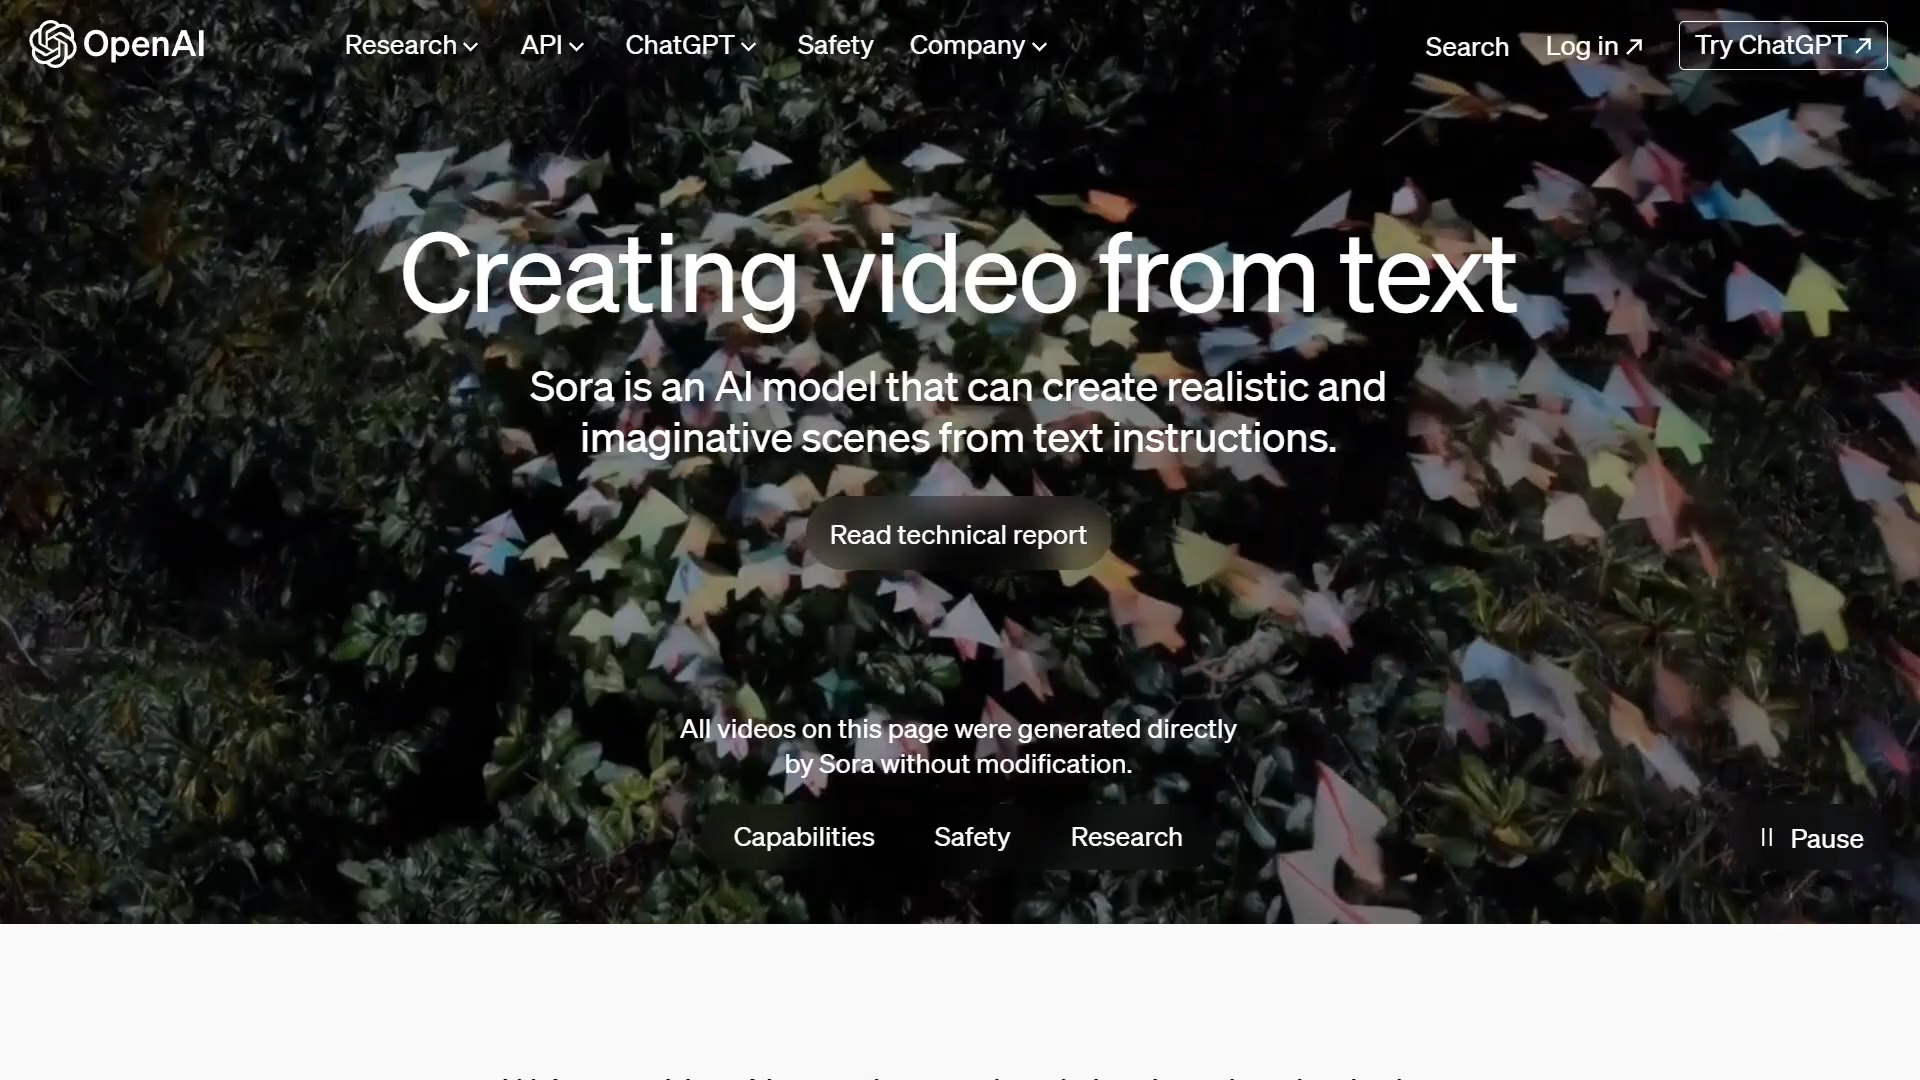 OpenAI
Research
API
ChatGPT
Safety
Company
Search
Log in
Try ChatGPT
Creating video from text
Sora is an AI model that can create realistic and
imaginative scenes from text instructions.
Read technical report
All videos on this page were generated directly
by Sora without modification.
Capabilities
Safety
Research
Pause